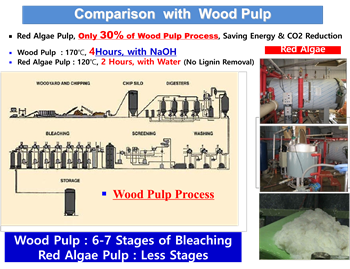 Comparison with Wood Pulp
Red Algae Pulp, Only 30% of Wood Pulp Process, Saving Energy & CO2 Reduction
Wood Pulp : 170℃, 4Hours, with NaOH
Red Algae Pulp : 120℃, 2 Hours, with Water (No Lignin Removal)
Red Algae
WOODYARD AND CHIPPING
CHIP SILO
DIGESTERS
BLEACHING
SCREENING
WASHING
STORAGE
Wood Pulp Process
Wood Pulp : 6-7 Stages of Bleaching
Red Algae Pulp : Less Stages